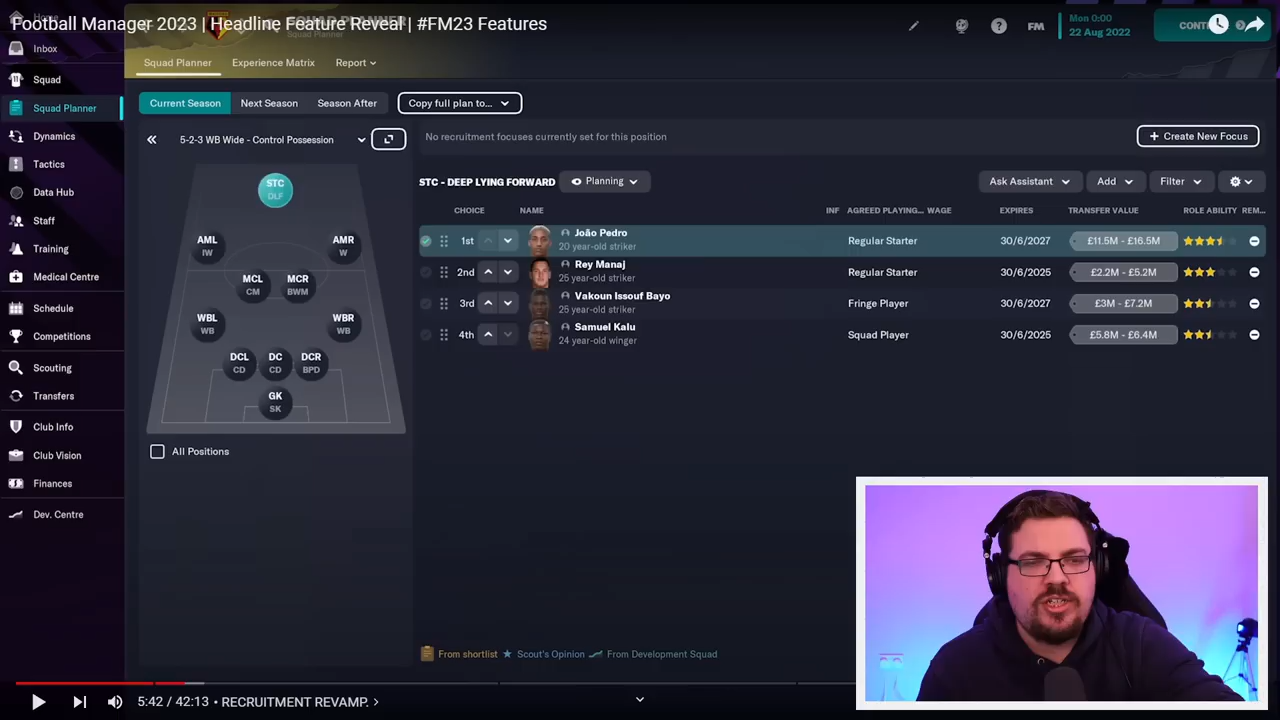 Football Manager 2023 | Headline Feature Reveal | #FM23 Features
Squad Planner
FM
Mon 0:00
22 Aug 2022
Inbox
Squad
Squad Planner
Dynamics
Tactics
Data Hub
Staff
Training
Medical Centre
Schedule
Competitions
Scouting
Transfers
Club Info
Club Vision
Finances
Dev. Centre
Squad Planner Experience Matrix Report
Current Season Next Season Season After Copy full plan to...
5-2-3 WB Wide - Control Possession
No recruitment focuses currently set for this position
+ Create New Focus
STC
DLF
AML
IW
AMR
W
MCL
CM
MCR
BWM
WBL
WB
WBR
WB
DCL
CD
DC
CD
DCR
BPD
GK
SK
All Positions
STC - DEEP LYING FORWARD Planning
Ask Assistant Add Filter
CHOICE NAME INF AGREED PLAYING... WAGE EXPIRES TRANSFER VALUE ROLE ABILITY REM...
1st João Pedro
20 year-old striker
Regular Starter 30/6/2027 £11.5M - £16.5M
2nd Rey Manaj
25 year-old striker
Regular Starter 30/6/2025 £2.2M - £5.2M
3rd Vakoun Issouf Bayo
25 year-old striker
Fringe Player 30/6/2027 £3M - £7.2M
4th Samuel Kalu
24 year-old winger
Squad Player 30/6/2025 £5.8M - £6.4M
From shortlist Scout's Opinion From Development Squad
5:42 / 42:13 • RECRUITMENT REVAMP. >